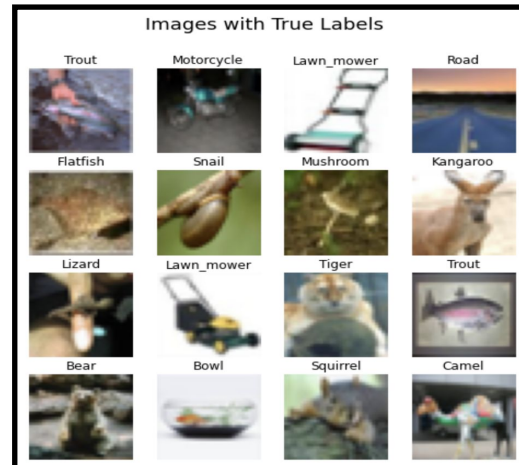 Images with True Labels
Trout Motorcycle Lawn_mower Road
Flatfish Snail Mushroom Kangaroo
Lizard Lawn_mower Tiger Trout
Bear Bowl Squirrel Camel